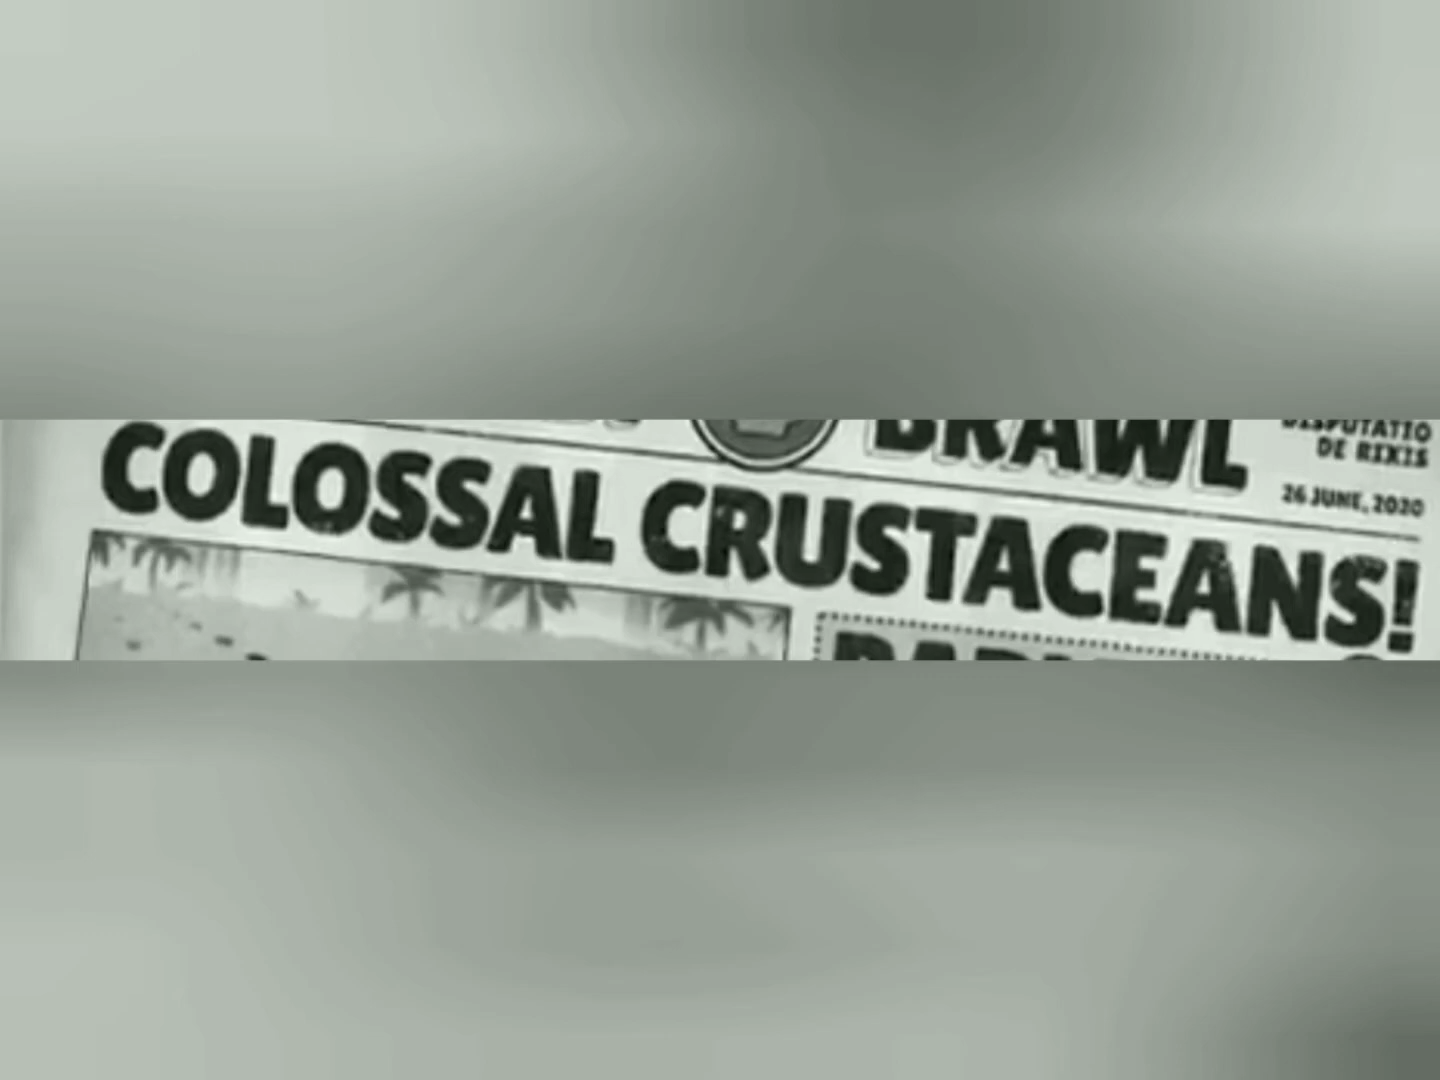 BRAWL
DISPUTATIO
DE RIXIS
26 JUNE, 2020
COLOSSAL CRUSTACEANS!